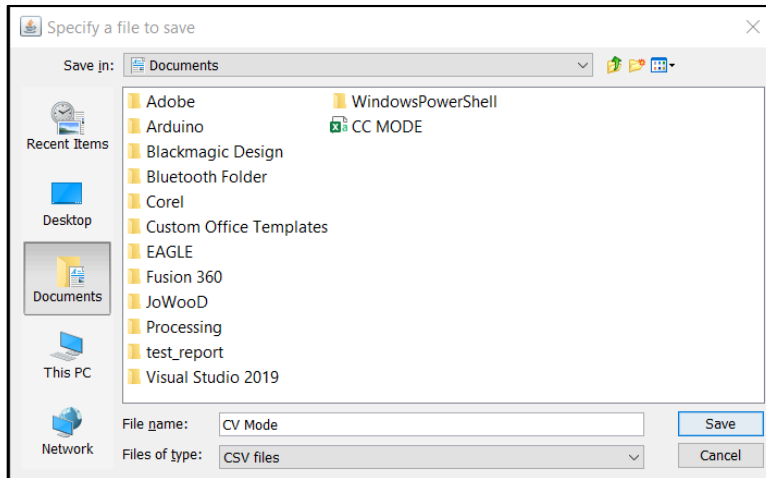 Specify a file to save
Save in: Documents
Recent Items
Desktop
Documents
This PC
Network
Adobe
Arduino
Blackmagic Design
Bluetooth Folder
Corel
Custom Office Templates
EAGLE
Fusion 360
JoWooD
Processing
test_report
Visual Studio 2019
WindowsPowerShell
CC MODE
File name: CV Mode Save
Files of type: CSV files Cancel